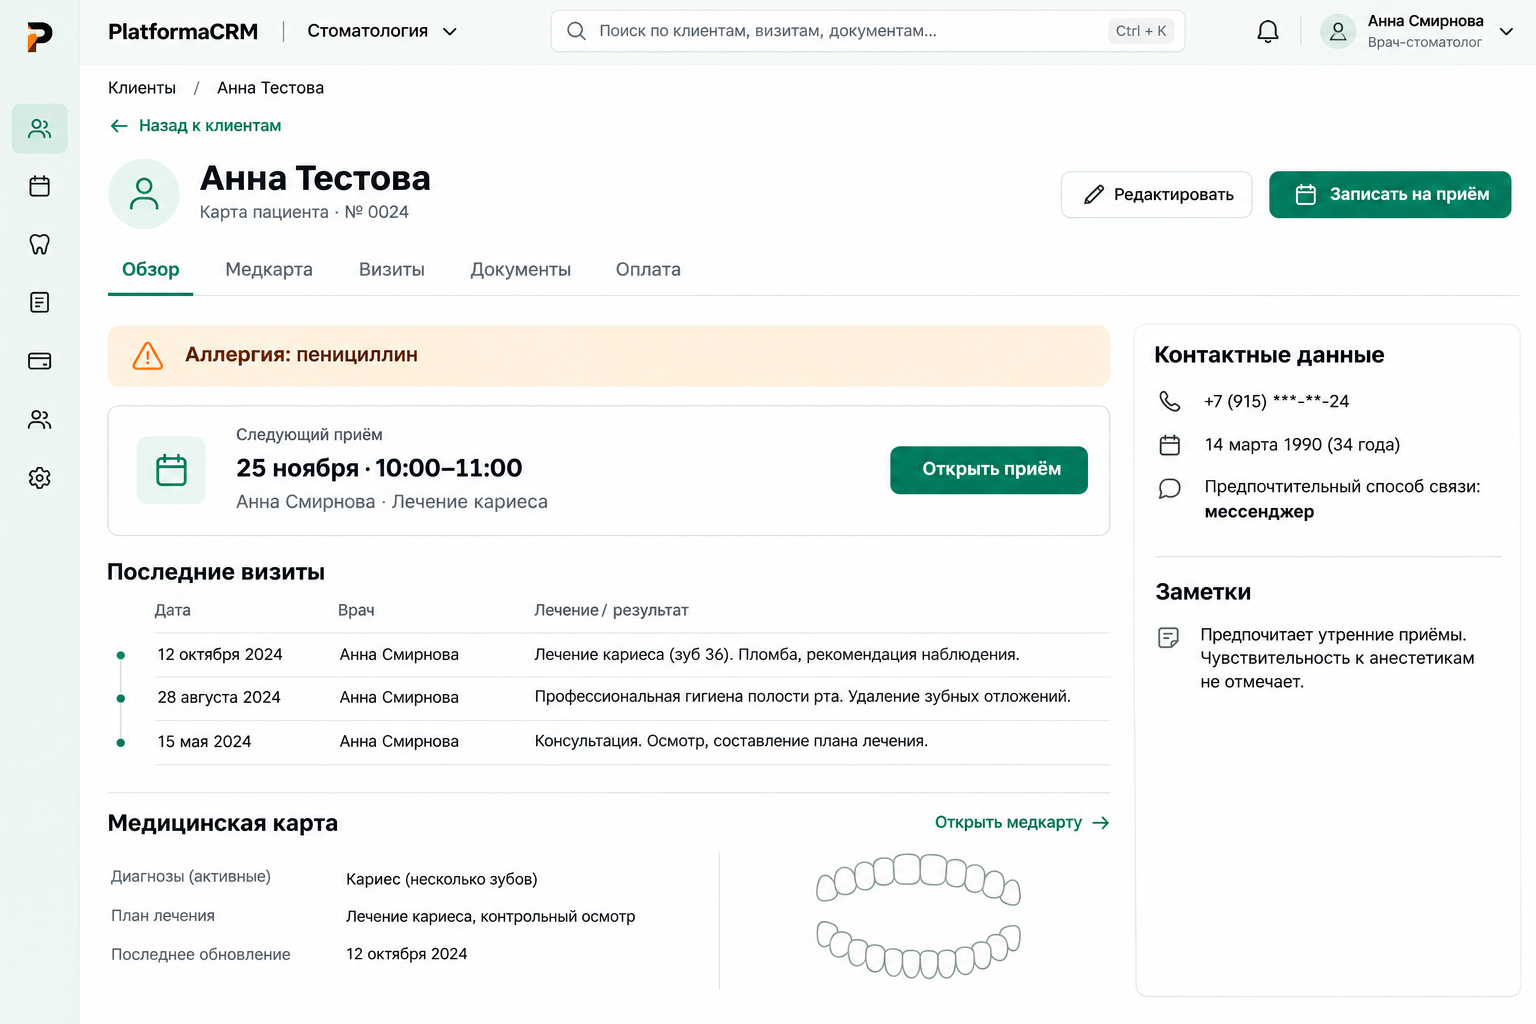 PlatformaCRM
Стоматология
Поиск по клиентам, визитам, документам...
Ctrl + K
Анна Смирнова
Врач-стоматолог
Клиенты / Анна Тестова
← Назад к клиентам
Анна Тестова
Карта пациента · № 0024
Редактировать
Записать на приём
Обзор
Медкарта
Визиты
Документы
Оплата
Аллергия: пенициллин
Следующий приём
25 ноября · 10:00–11:00
Анна Смирнова · Лечение кариеса
Открыть приём
Последние визиты
Дата Врач Лечение / результат
12 октября 2024 Анна Смирнова Лечение кариеса (зуб 36). Пломба, рекомендация наблюдения.
28 августа 2024 Анна Смирнова Профессиональная гигиена полости рта. Удаление зубных отложений.
15 мая 2024 Анна Смирнова Консультация. Осмотр, составление плана лечения.
Медицинская карта
Открыть медкарту →
Диагнозы (активные) Кариес (несколько зубов)
План лечения Лечение кариеса, контрольный осмотр
Последнее обновление 12 октября 2024
Контактные данные
+7 (915) ***-**-24
14 марта 1990 (34 года)
Предпочтительный способ связи:
мессенджер
Заметки
Предпочитает утренние приёмы.
Чувствительность к анестетикам
не отмечает.